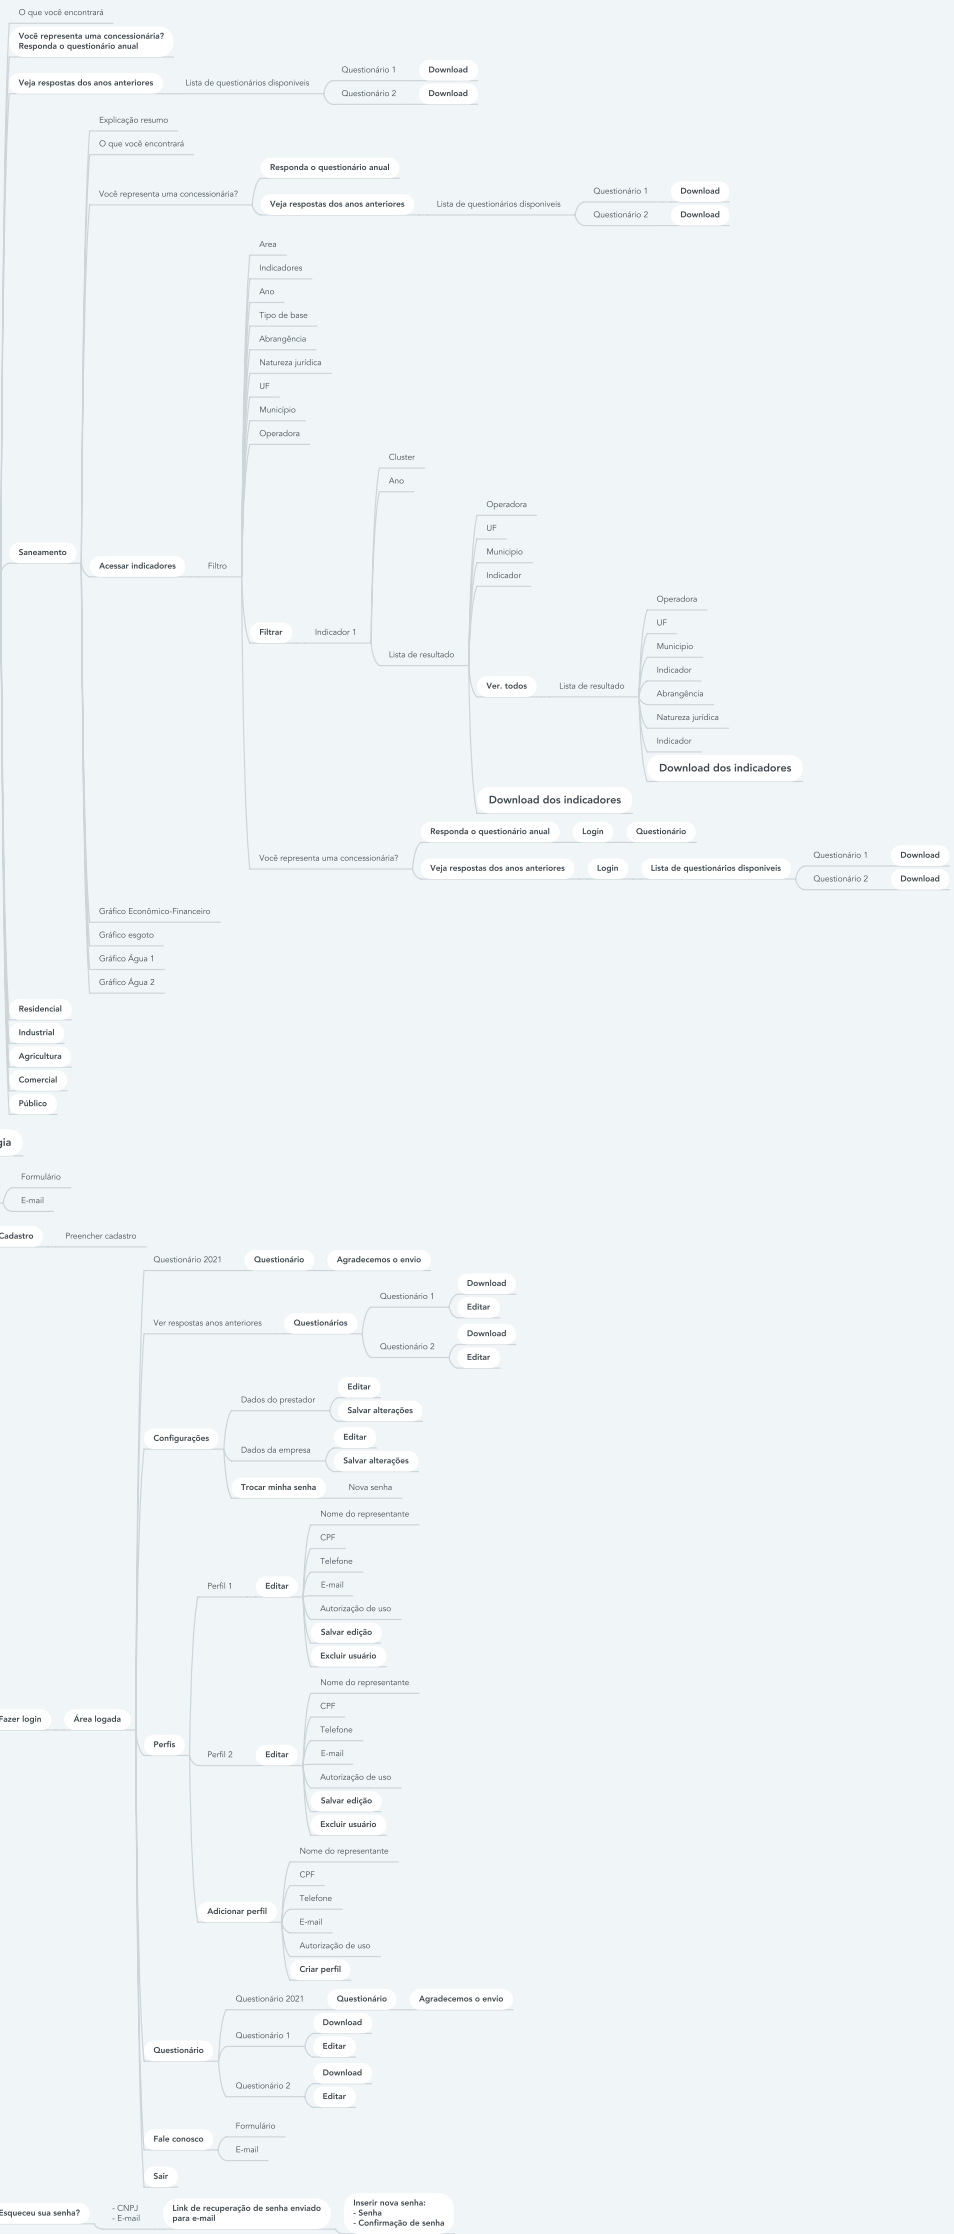 O que você encontrará
Você representa uma concessionária?
Responda o questionário anual
Veja respostas dos anos anteriores
Lista de questionários disponiveis
Questionário 1
Download
Questionário 2
Download
Explicação resumo
O que você encontrará
Você representa uma concessionária?
Responda o questionário anual
Veja respostas dos anos anteriores
Lista de questionários disponiveis
Questionário 1
Download
Questionário 2
Download
Area
Indicadores
Ano
Tipo de base
Abrangência
Natureza jurídica
UF
Município
Operadora
Saneamento
Acessar indicadores
Filtro
Filtrar
Indicador 1
Cluster
Ano
Lista de resultado
Operadora
UF
Municipio
Indicador
Ver. todos
Lista de resultado
Operadora
UF
Municipio
Indicador
Abrangência
Natureza jurídica
Indicador
Download dos indicadores
Download dos indicadores
Você representa uma concessionária?
Responda o questionário anual
Login
Questionário
Veja respostas dos anos anteriores
Login
Lista de questionários disponiveis
Questionário 1
Download
Questionário 2
Download
Gráfico Econômico-Financeiro
Gráfico esgoto
Gráfico Água 1
Gráfico Água 2
Residencial
Industrial
Agricultura
Comercial
Público
gia
Formulário
E-mail
Cadastro
Preencher cadastro
Questionário 2021
Questionário
Agradecemos o envio
Ver respostas anos anteriores
Questionários
Questionário 1
Download
Editar
Questionário 2
Download
Editar
Configurações
Dados do prestador
Editar
Salvar alterações
Dados da empresa
Editar
Salvar alterações
Trocar minha senha
Nova senha
Fazer login
Área logada
Perfis
Perfil 1
Editar
Nome do representante
CPF
Telefone
E-mail
Autorização de uso
Salvar edição
Excluir usuário
Perfil 2
Editar
Nome do representante
CPF
Telefone
E-mail
Autorização de uso
Salvar edição
Excluir usuário
Adicionar perfil
Nome do representante
CPF
Telefone
E-mail
Autorização de uso
Criar perfil
Questionário
Questionário 2021
Questionário
Agradecemos o envio
Questionário 1
Download
Editar
Questionário 2
Download
Editar
Fale conosco
Formulário
E-mail
Sair
Esqueceu sua senha?
- CNPJ
- E-mail
Link de recuperação de senha enviado
para e-mail
Inserir nova senha:
- Senha
- Confirmação de senha